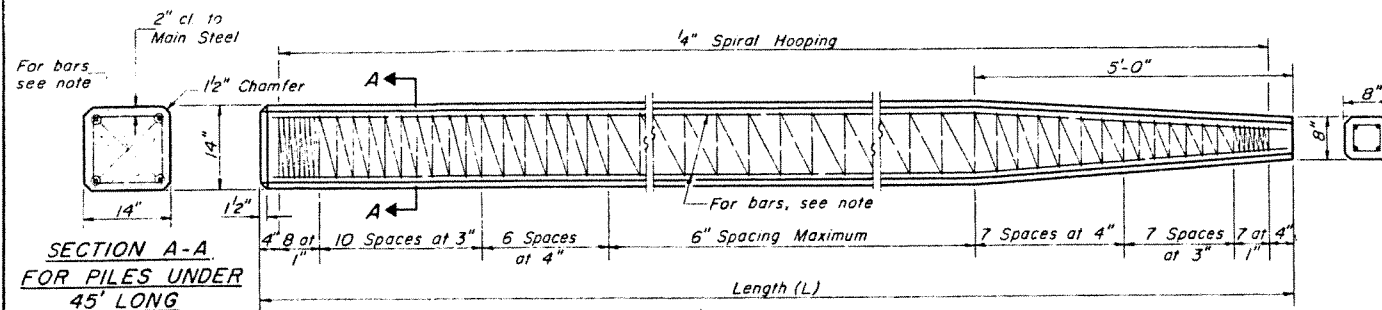 2" cl. to
Main Steel
For bars
see note
1½" Chamfer
14"
14"
SECTION A-A
FOR PILES UNDER
45' LONG
¼" Spiral Hooping
5'-0"
A
A
8"
8"
For bars, see note
1½"
4" 8 at 1"
10 Spaces at 3"
6 Spaces
at 4"
6" Spacing Maximum
7 Spaces at 4"
7 Spaces
at 3"
7 at
1"
4"
Length (L)